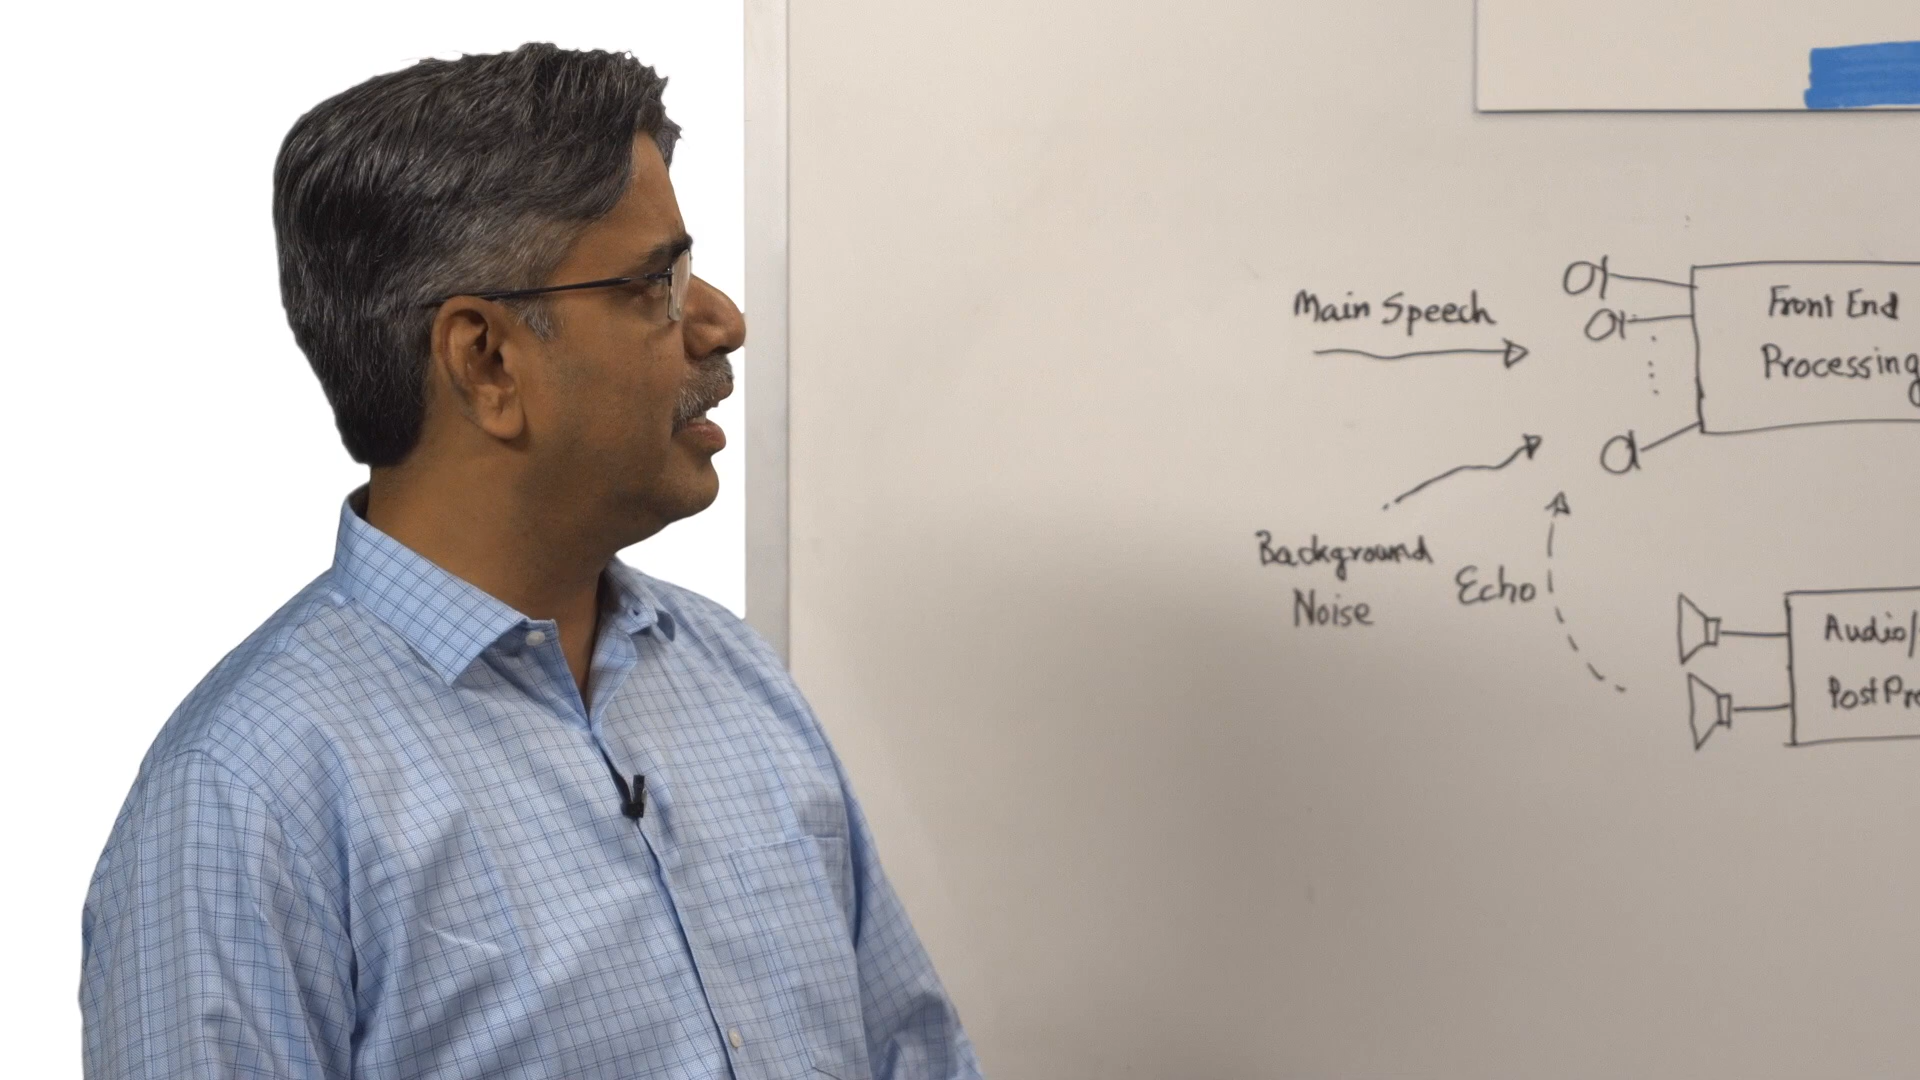 Main Speech
Front End
Processing
Background
Noise
Echo
Audio/
Post Pro